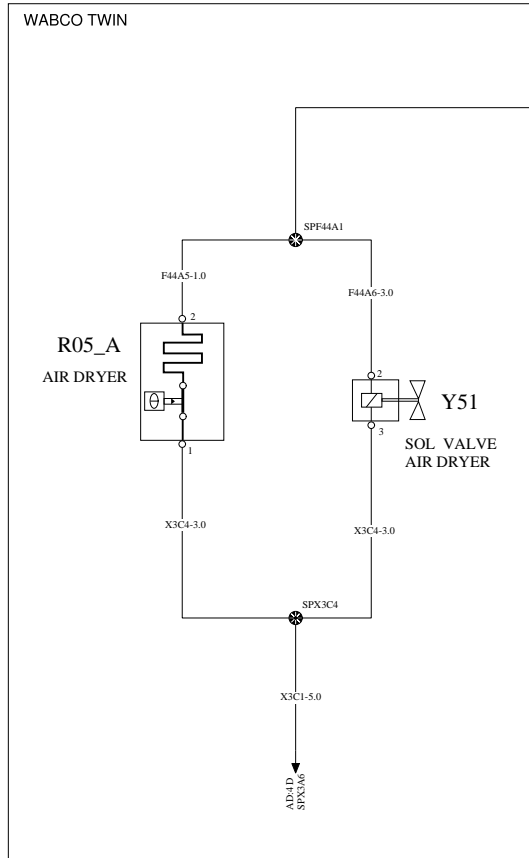 WABCO TWIN
SPF44A1
F44A5-1.0
F44A6-3.0
2
R05_A
AIR DRYER
1
2
Y51
3
SOL VALVE
AIR DRYER
X3C4-3.0
X3C4-3.0
SPX3C4
X3C1-5.0
AD:4 D
SPX3A6